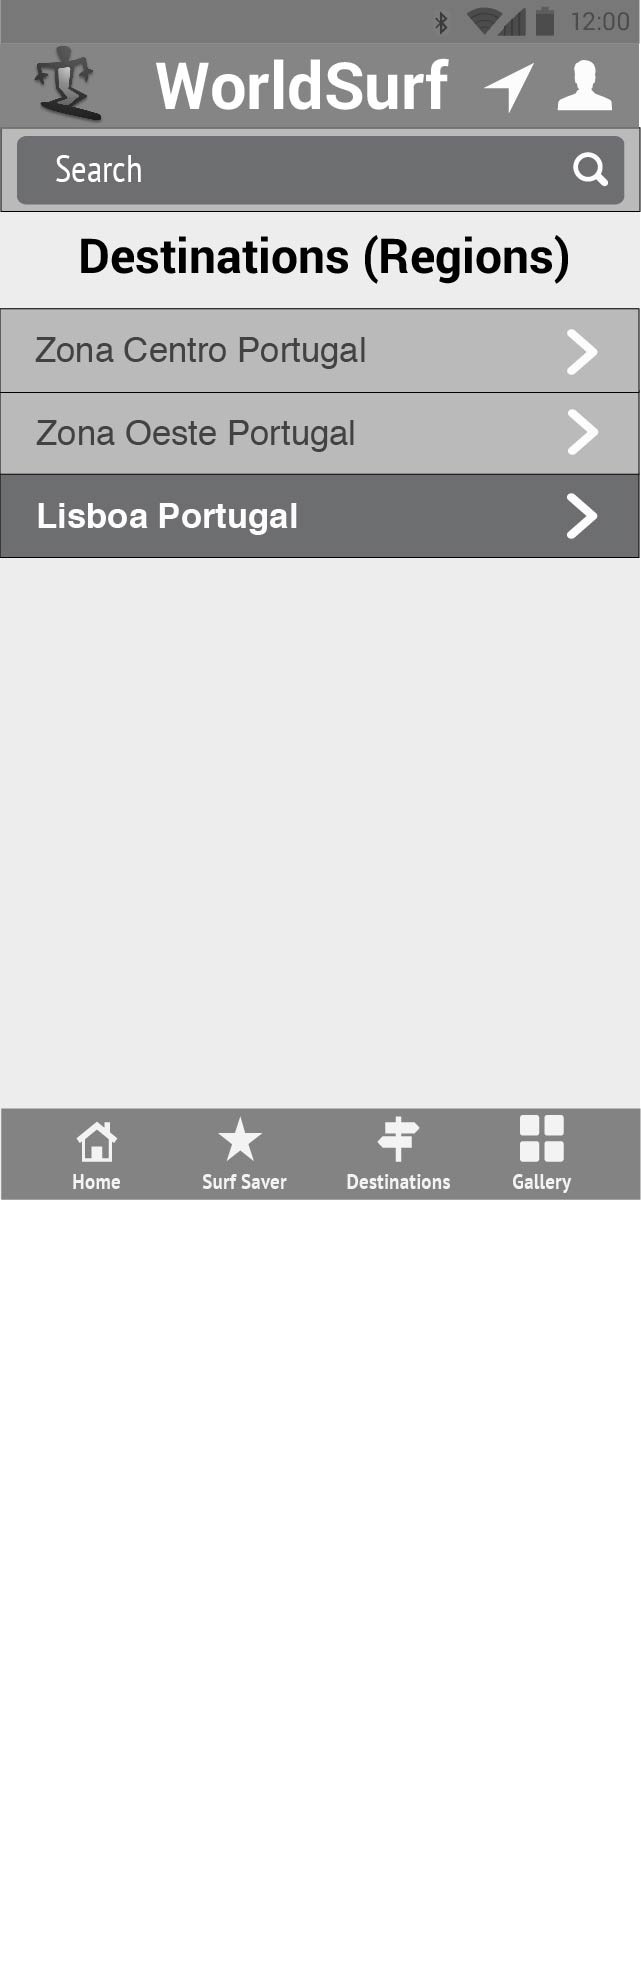 12:00
WorldSurf
Search
Destinations (Regions)
Zona Centro Portugal
Zona Oeste Portugal
Lisboa Portugal
Home
Surf Saver
Destinations
Gallery